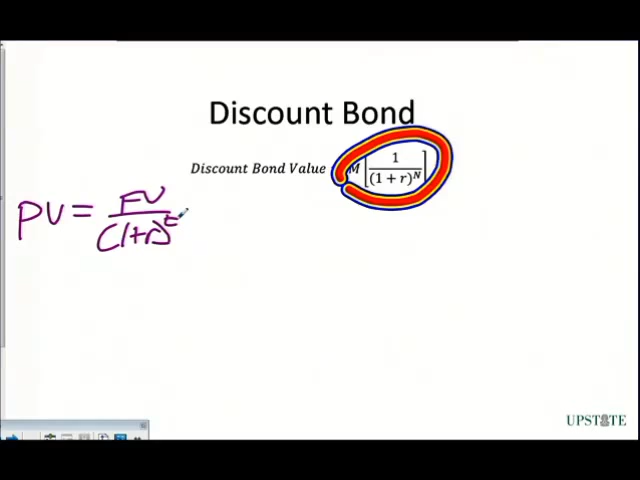 Discount Bond
Discount Bond Value M [1/(1 + r)^N]
PV = FV/(1+r)^t
UPSTATE